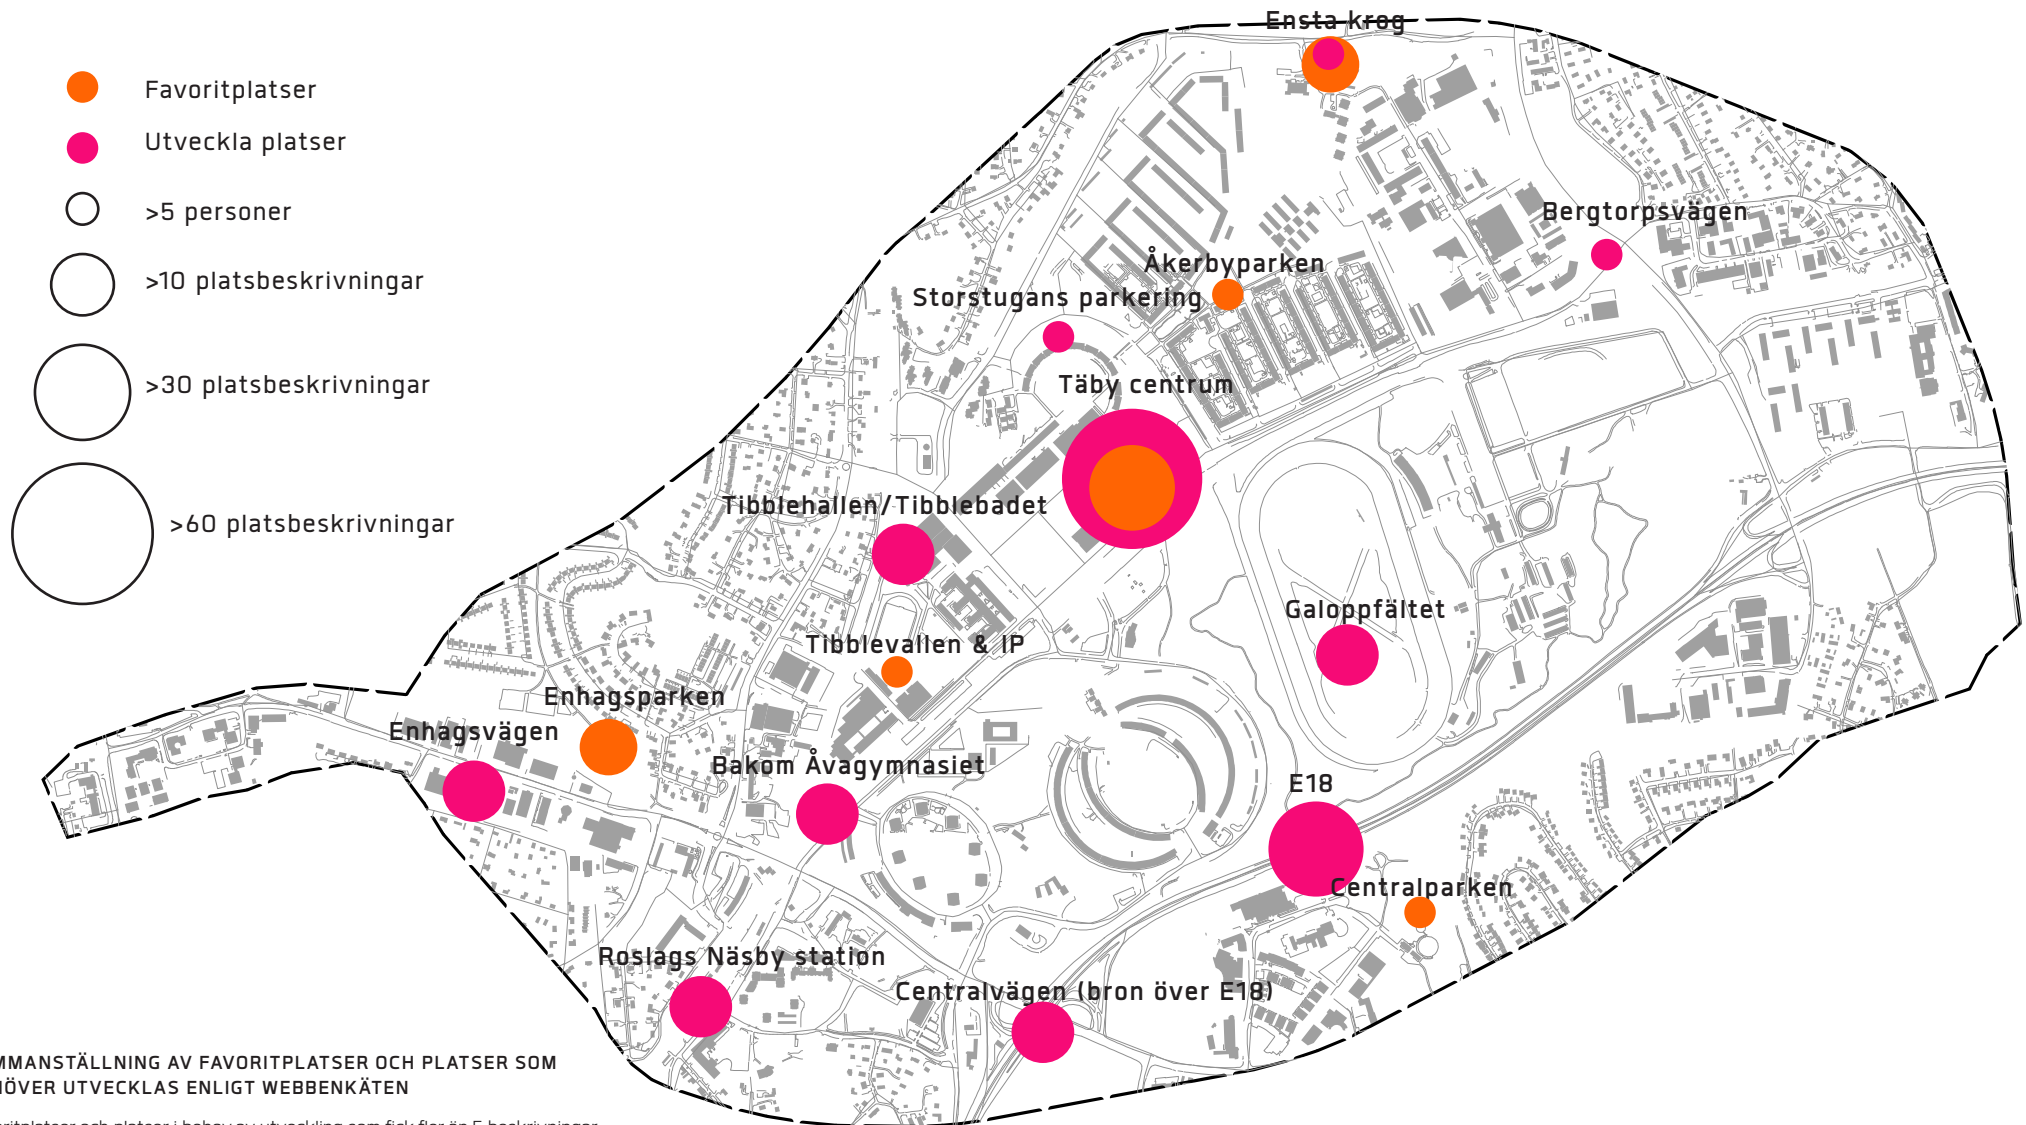 Favoritplatser
Utveckla platser
>5 personer
>10 platsbeskrivningar
>30 platsbeskrivningar
>60 platsbeskrivningar
Ensta krog
Bergtorpsvägen
Åkerbyparken
Storstugans parkering
Täby centrum
Tibblehallen/Tibblebadet
Galoppfältet
Tibblevallen & IP
Enhagsparken
Enhagsvägen
Bakom Åvagymnasiet
E18
Centralparken
Roslags Näsby station
Centralvägen (bron över E18)
MMANSTÄLLNING AV FAVORITPLATSER OCH PLATSER SOM
HÖVER UTVECKLAS ENLIGT WEBBENKÄTEN